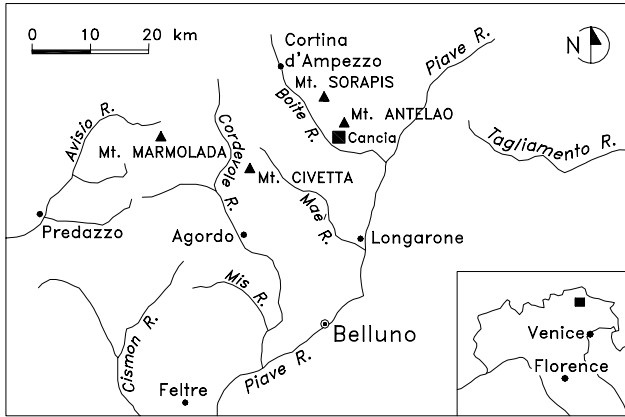 0 10 20 km
Cortina
d'Ampezzo
Piave R.
N
Mt. SORAPIS
Boite R.
Mt. ANTELAO
Cancia
Avisio R.
Mt. MARMOLADA
Cordevole R.
Mt. CIVETTA
Tagliamento R.
Maè R.
Predazzo
Agordo
Longarone
Mis R.
Cismon R.
Belluno
Piave R.
Feltre
Venice
Florence